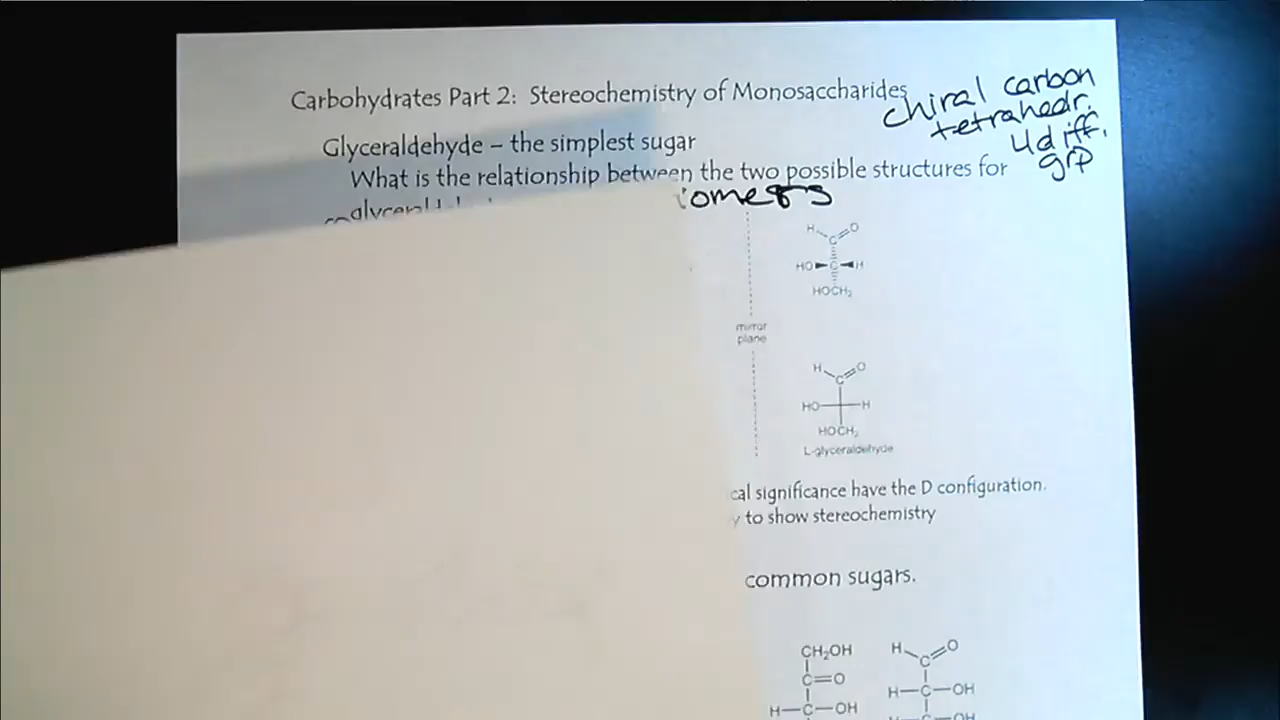 Carbohydrates Part 2: Stereochemistry of Monosaccharides
chiral carbon
tetrahedr.
4 diff.
grp
Glyceraldehyde – the simplest sugar
What is the relationship between the two possible structures for
omers
H C O
HO C H
HOCH2
mirror
plane
H C O
HO H
HOCH2
L-glyceraldehyde
cal significance have the D configuration.
y to show stereochemistry
common sugars.
CH2OH H O
C
C=O
H—C—OH
H—C—OH
OH